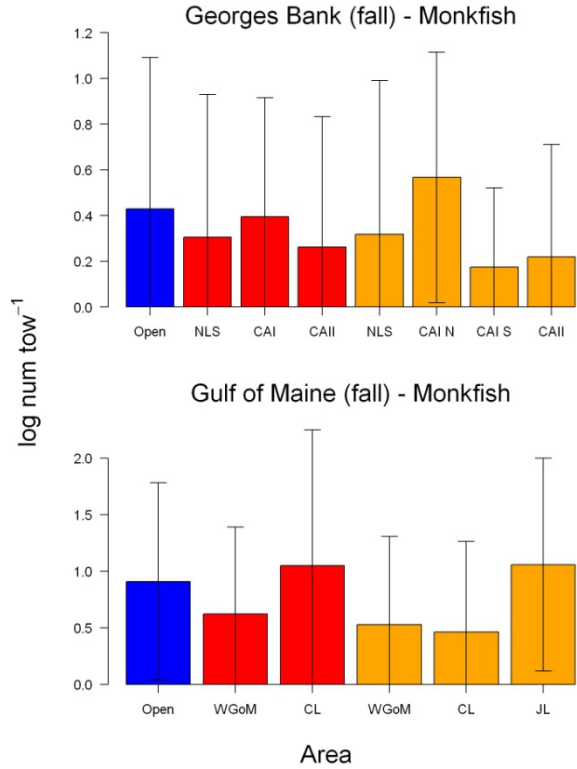 Georges Bank (fall) - Monkfish
1.2
1.0
0.8
0.6
0.4
0.2
0.0
Open NLS CAI CAII NLS CAI N CAI S CAII
log num tow⁻¹
Gulf of Maine (fall) - Monkfish
2.0
1.5
1.0
0.5
0.0
Open WGoM CL WGoM CL JL
Area